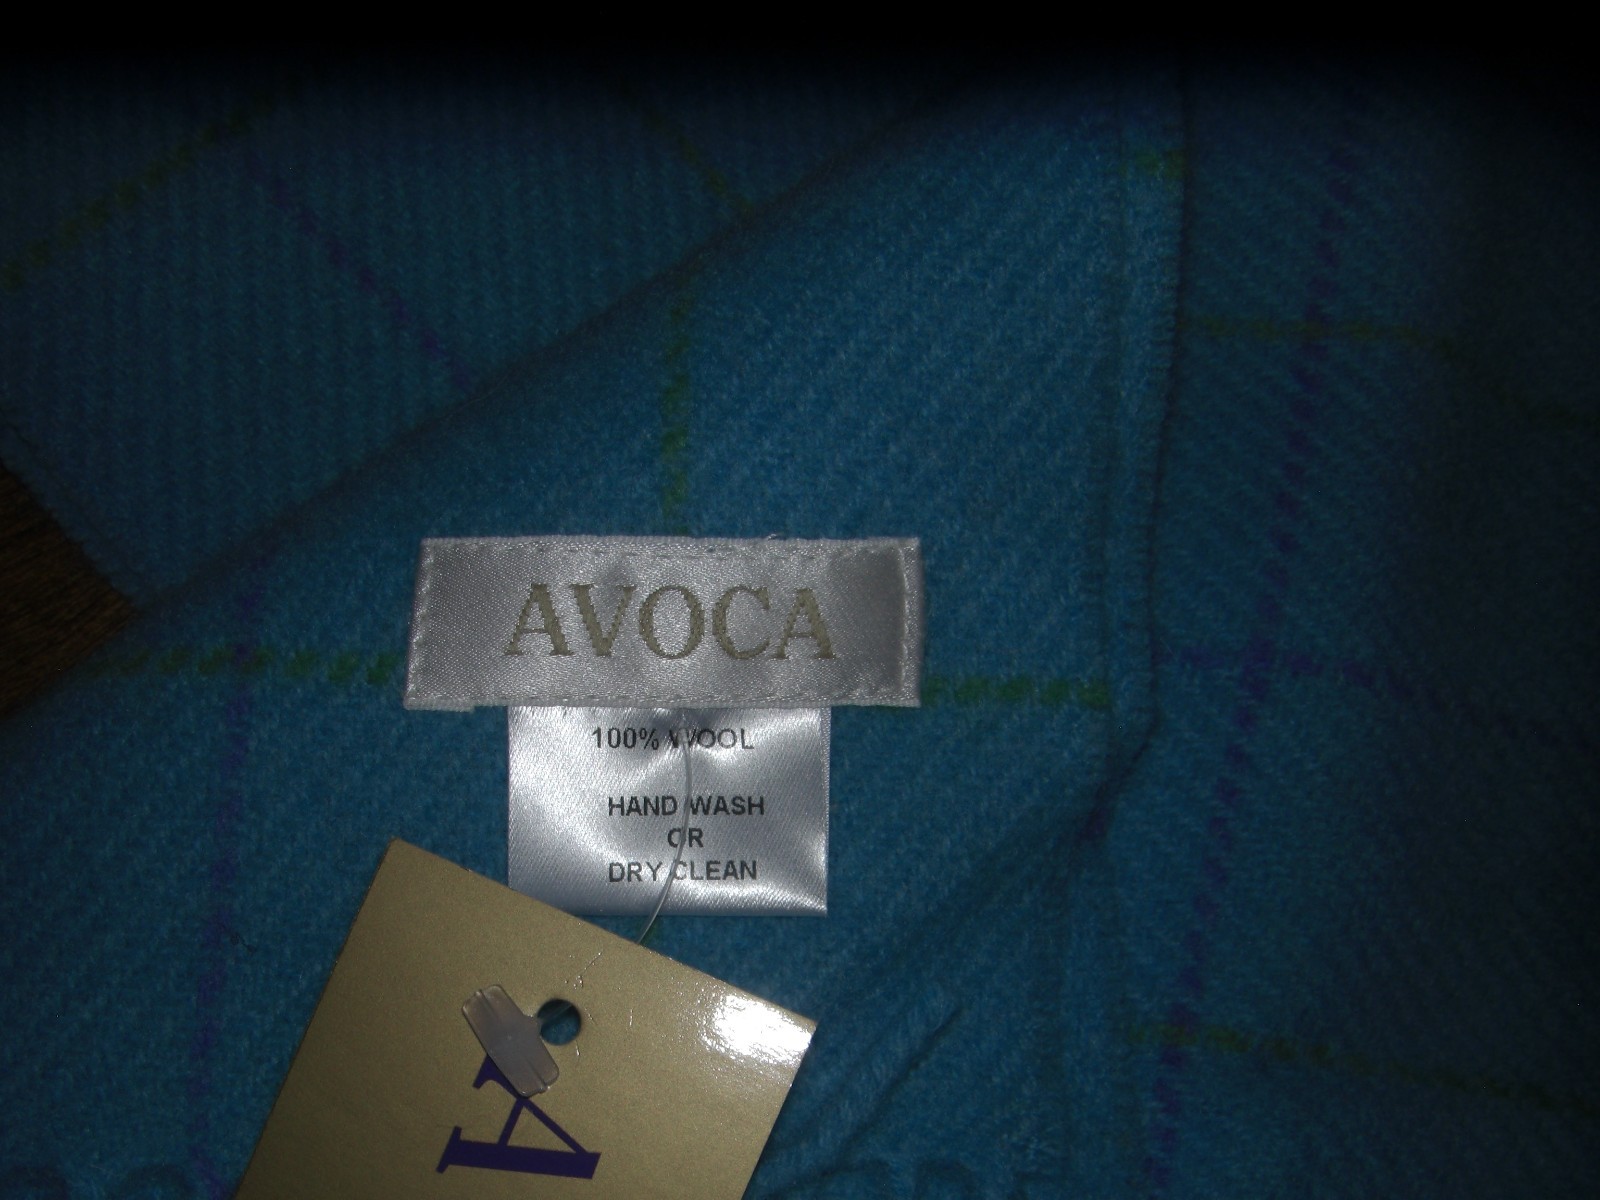 AVOCA
100% WOOL
HAND WASH
OR
DRY CLEAN
A